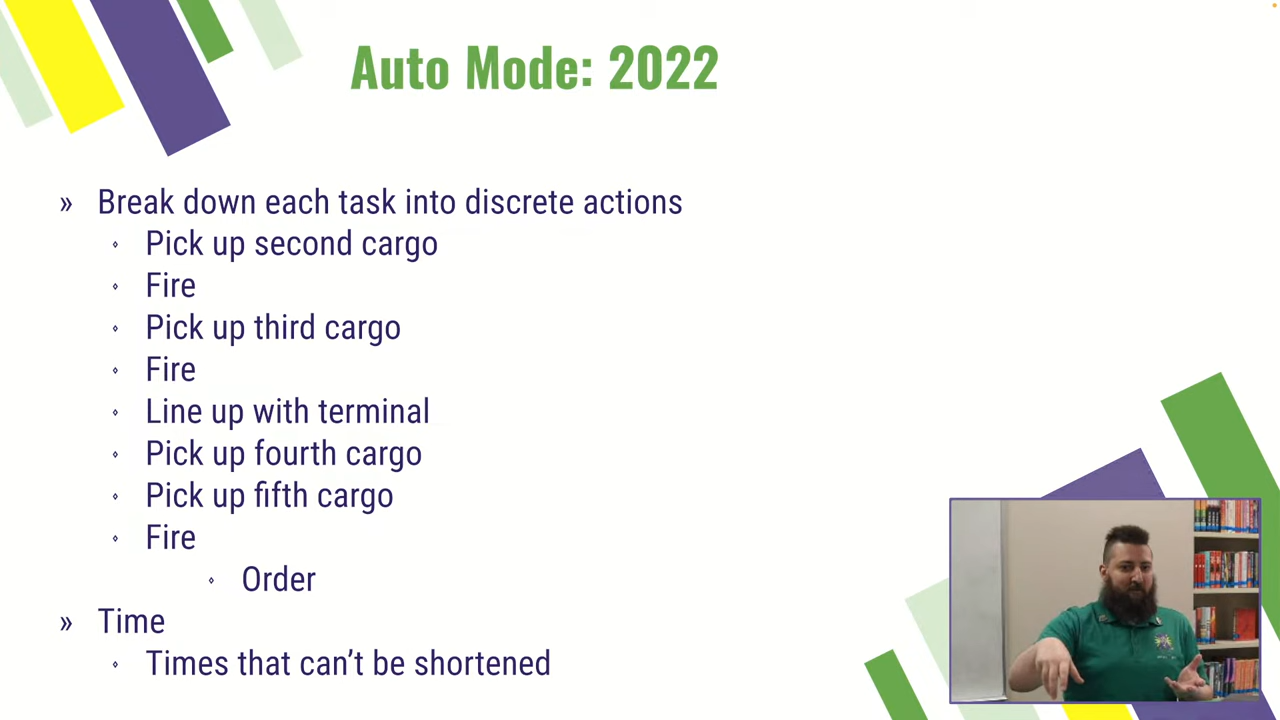 Auto Mode: 2022
» Break down each task into discrete actions
Pick up second cargo
Fire
Pick up third cargo
Fire
Line up with terminal
Pick up fourth cargo
Pick up fifth cargo
Fire
Order
» Time
Times that can’t be shortened